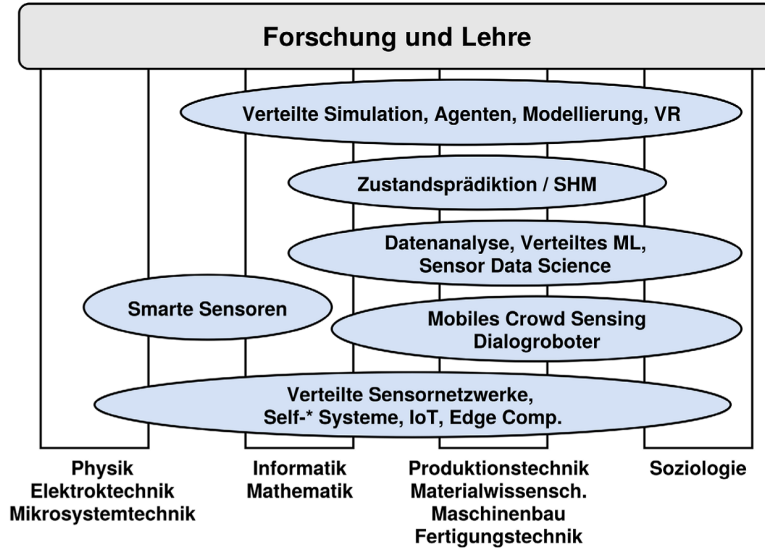 Forschung und Lehre
Verteilte Simulation, Agenten, Modellierung, VR
Zustandsprädiktion / SHM
Datenanalyse, Verteiltes ML,
Sensor Data Science
Smarte Sensoren
Mobiles Crowd Sensing
Dialogroboter
Verteilte Sensornetzwerke,
Self-* Systeme, IoT, Edge Comp.
Physik
Elektroktechnik
Mikrosystemtechnik
Informatik
Mathematik
Produktionstechnik
Materialwissensch.
Maschinenbau
Fertigungstechnik
Soziologie